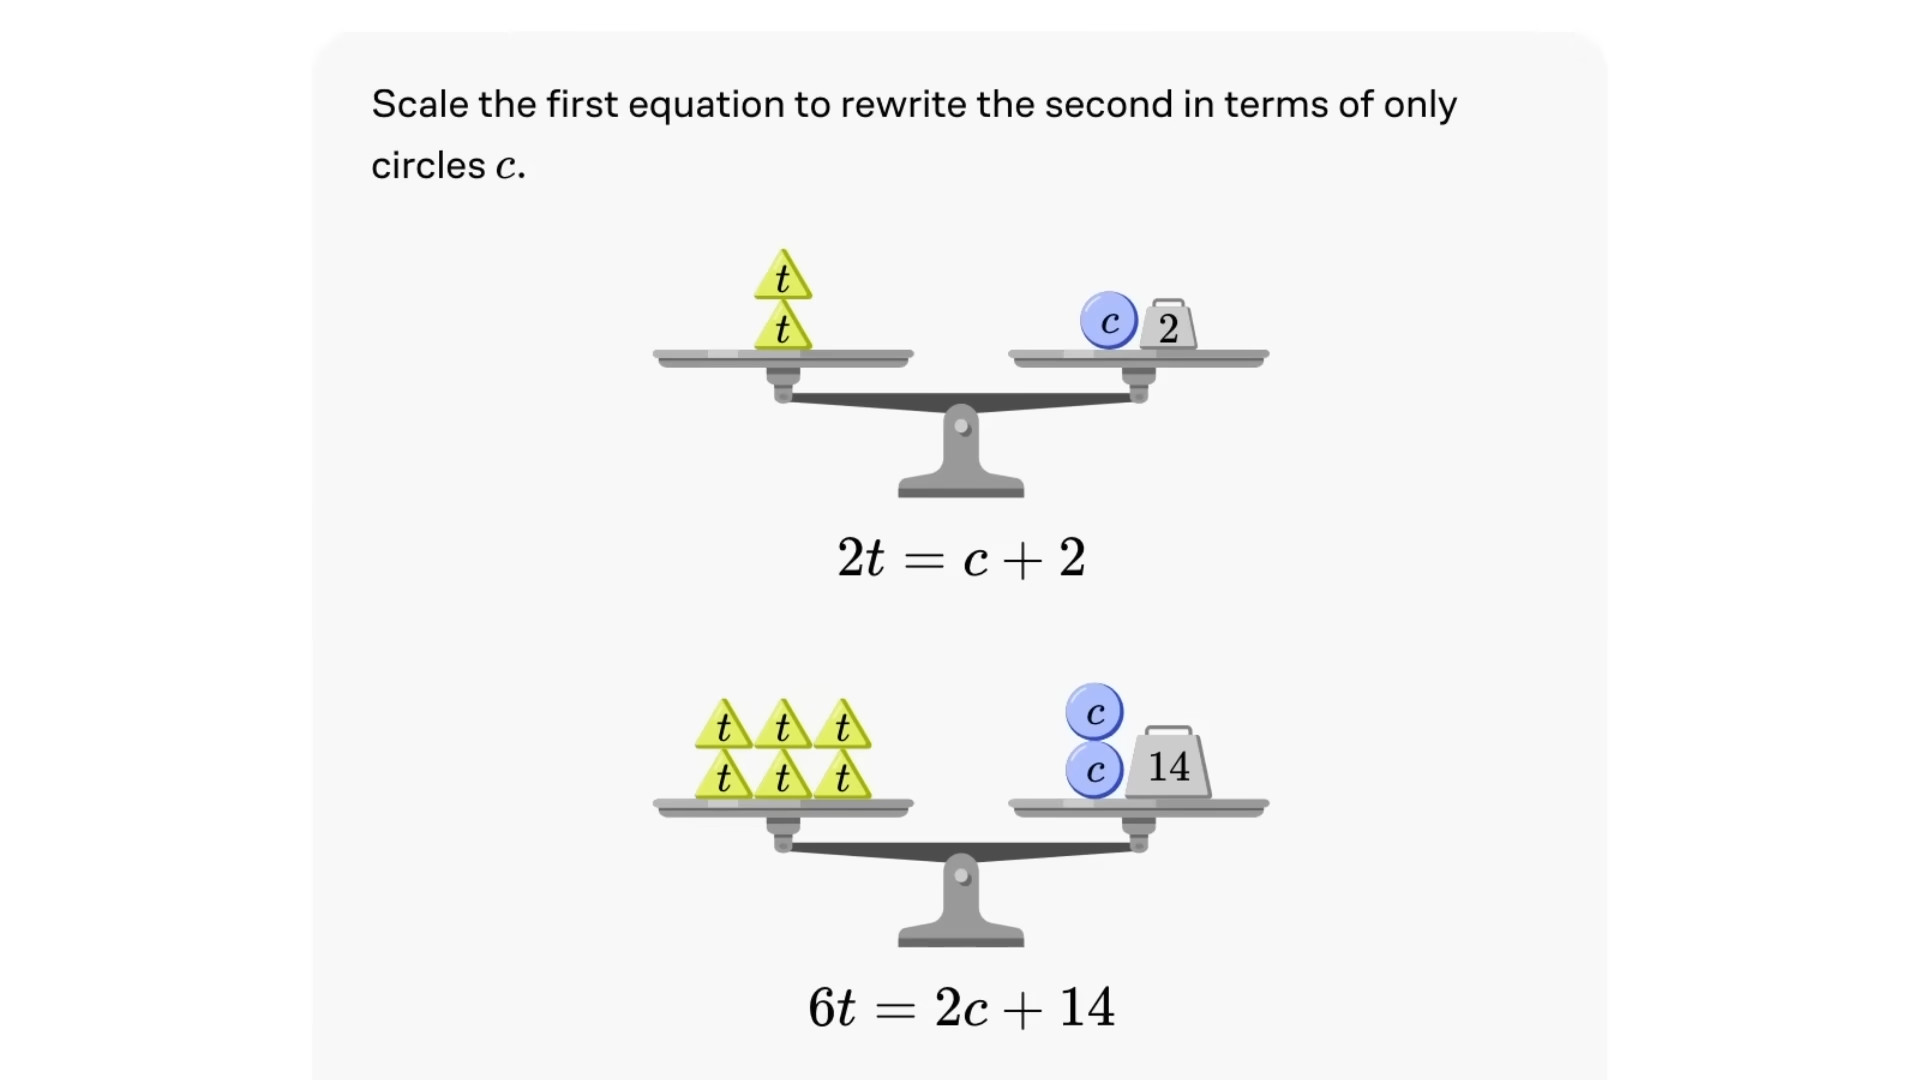 Scale the first equation to rewrite the second in terms of only
circles c.
t
t
c 2
2t = c + 2
t t t
t t t
c
c 14
6t = 2c + 14